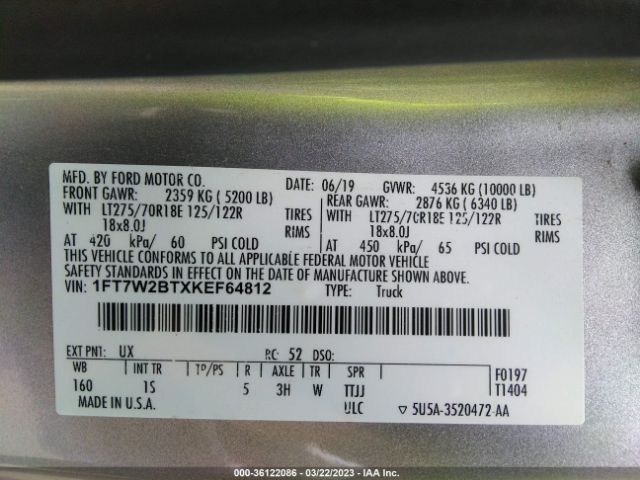 MFD. BY FORD MOTOR CO. DATE: 06/19 GVWR: 4536 KG (10000 LB)
FRONT GAWR: 2359 KG ( 5200 LB) REAR GAWR: 2876 KG ( 6340 LB)
WITH LT275/70R18E 125/122R TIRES WITH LT275/70R18E 125/122R TIRES
18x8.0J RIMS 18x8.0J RIMS
AT 420 kPa/ 60 PSI COLD AT 450 kPa/ 65 PSI COLD
THIS VEHICLE CONFORMS TO ALL APPLICABLE FEDERAL MOTOR VEHICLE
SAFETY STANDARDS IN EFFECT ON THE DATE OF MANUFACTURE SHOWN ABOVE.
VIN: 1FT7W2BTXKEF64812 TYPE: Truck
EXT PNT: UX RC: 52 DSO:
WB INT TR TP/PS R AXLE TR SPR F0197
160 1S 5 3H W TTJJ T1404
MADE IN U.S.A. ULC ▽ 5U5A-3520472-AA
000-36122086 - 03/22/2023 - IAA Inc.